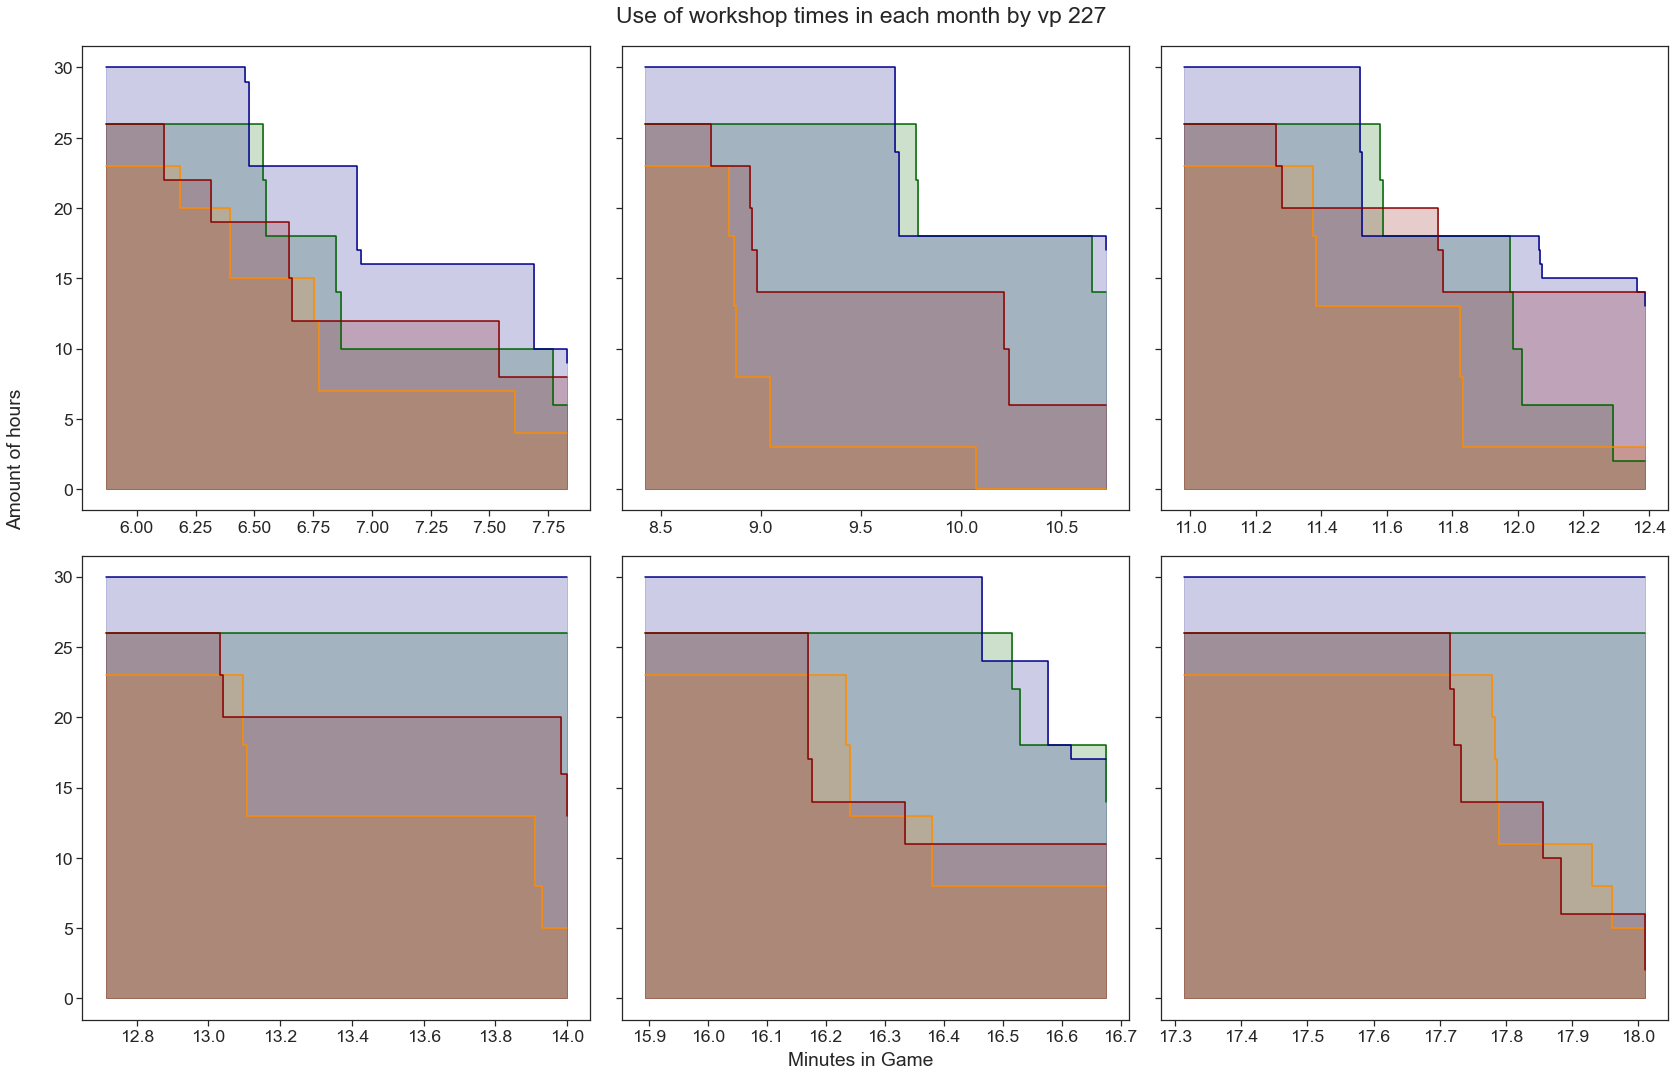 Use of workshop times in each month by vp 227
30
25
20
15
10
5
0
6.00 6.25 6.50 6.75 7.00 7.25 7.50 7.75
8.5 9.0 9.5 10.0 10.5
11.0 11.2 11.4 11.6 11.8 12.0 12.2 12.4
Amount of hours
30
25
20
15
10
5
0
12.8 13.0 13.2 13.4 13.6 13.8 14.0
15.9 16.0 16.1 16.2 16.3 16.4 16.5 16.6 16.7
17.3 17.4 17.5 17.6 17.7 17.8 17.9 18.0
Minutes in Game